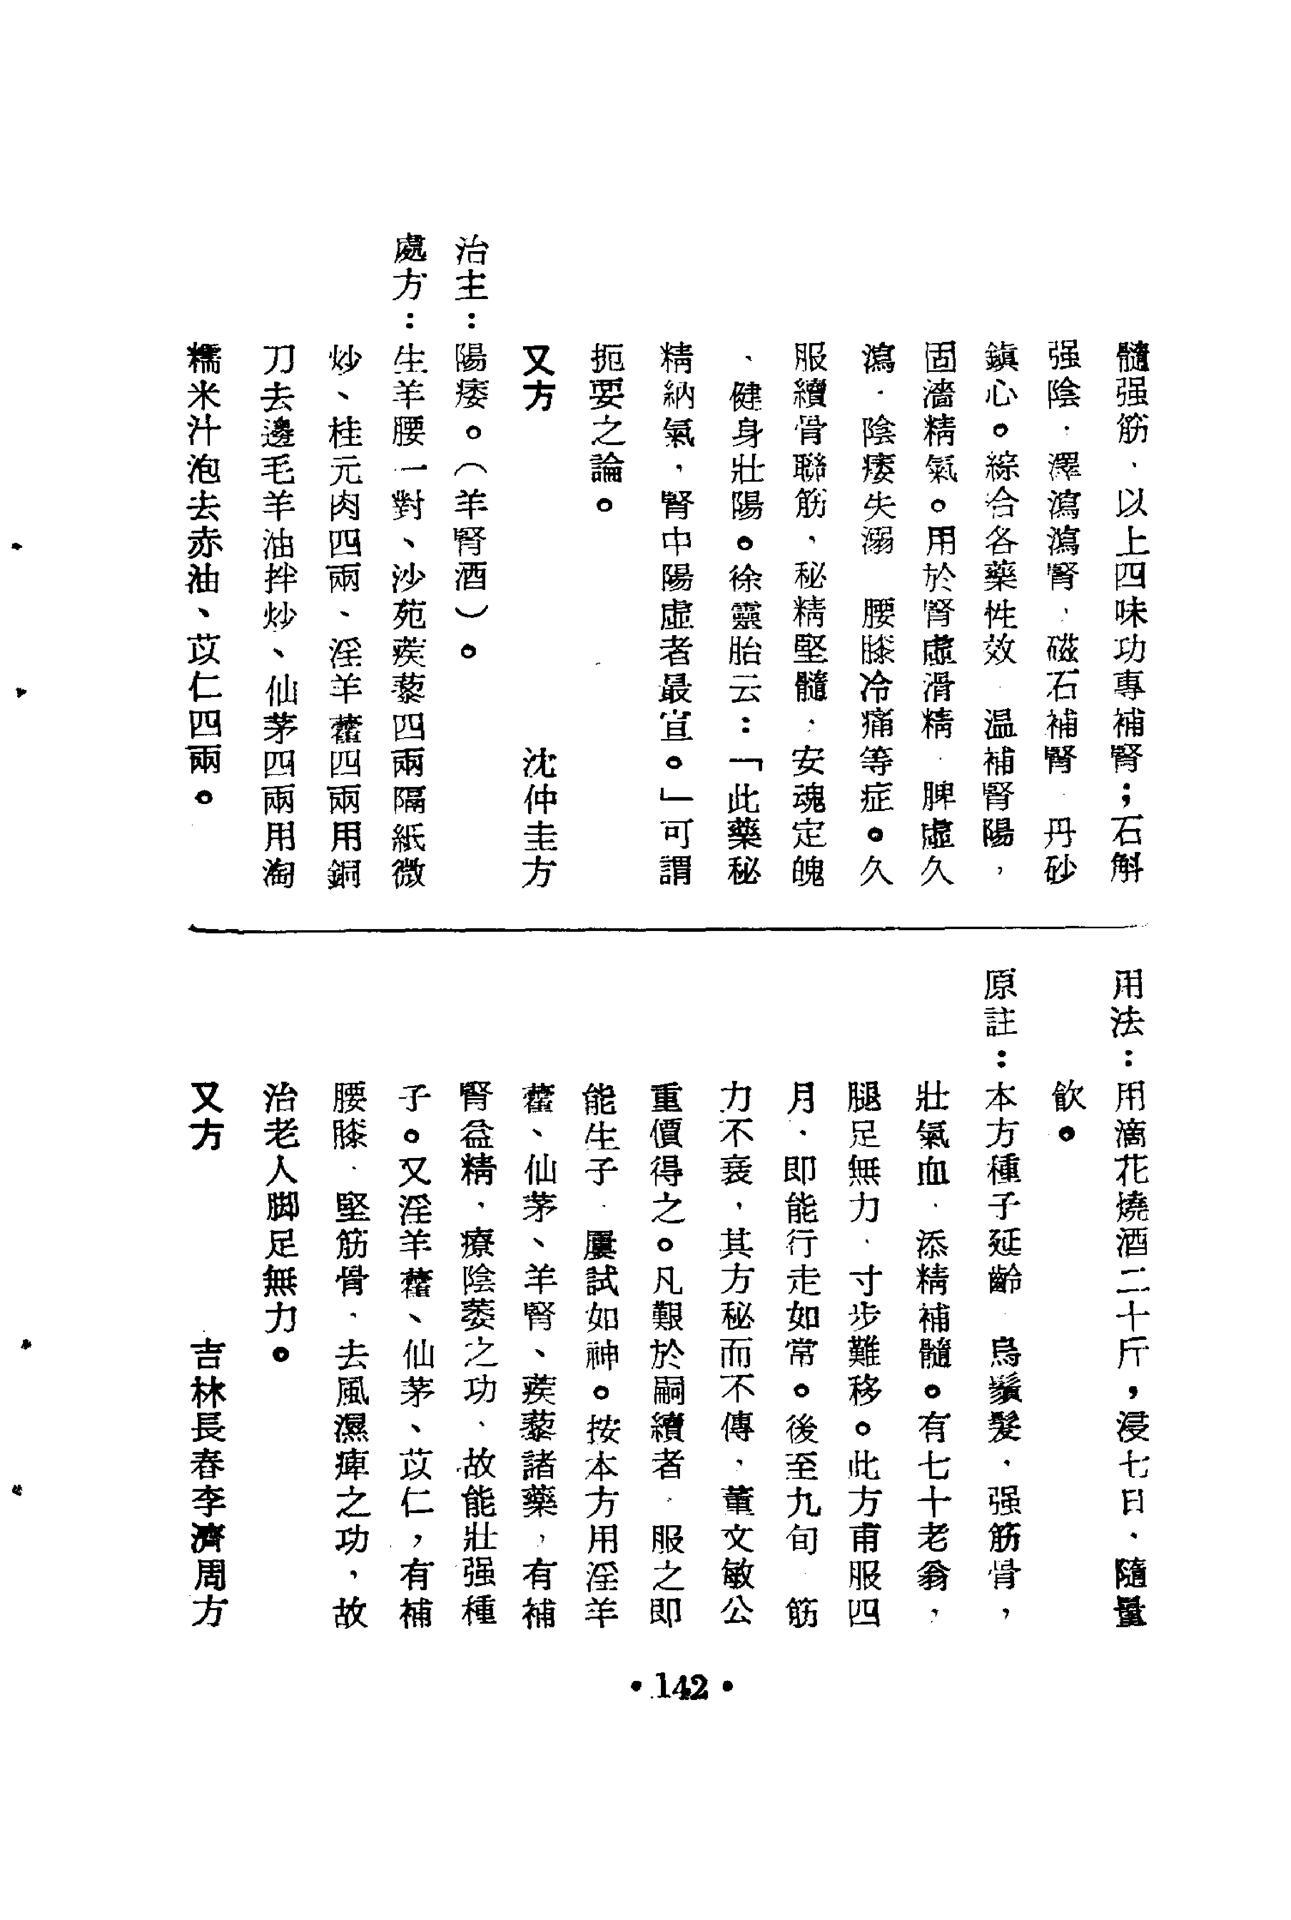 髓强筋、以上四味功專補腎；石斛
强陰、澤瀉瀉腎、磁石補腎 丹砂
鎮心。綜合各藥性效 温補腎陽，
固濇精氣。用於腎虛滑精、脾虛久
瀉、陰痿失溺 腰膝冷痛等症。久
服續骨聯筋、秘精堅髓、安魂定魄
、健身壯陽。徐靈胎云：「此藥秘
精納氣，腎中陽虛者最宜。」可謂
扼要之論。
又方 沈仲圭方
治主：陽痿。（羊腎酒）。
處方：生羊腰一對、沙苑蒺藜四兩隔紙微
炒、桂元肉四兩、淫羊藿四兩用銅
刀去邊毛羊油拌炒、仙茅四兩用淘
糯米汁泡去赤油、苡仁四兩。
用法：用滴花燒酒二十斤，浸七日、隨量
飲。
原註：本方種子延齡 烏鬚髮、强筋骨，
壯氣血、添精補髓。有七十老翁，
腿足無力、寸步難移。此方甫服四
月、即能行走如常。後至九旬 筋
力不衰，其方秘而不傳、董文敏公
重價得之。凡艱於嗣續者、服之即
能生子、屢試如神。按本方用淫羊
藿、仙茅、羊腎、蒺藜諸藥，有補
腎益精，療陰萎之功、故能壯强種
子。又淫羊藿、仙茅、苡仁，有補
腰膝、堅筋骨、去風濕痺之功，故
治老人脚足無力。
又方 吉林長春李濟周方
•142•